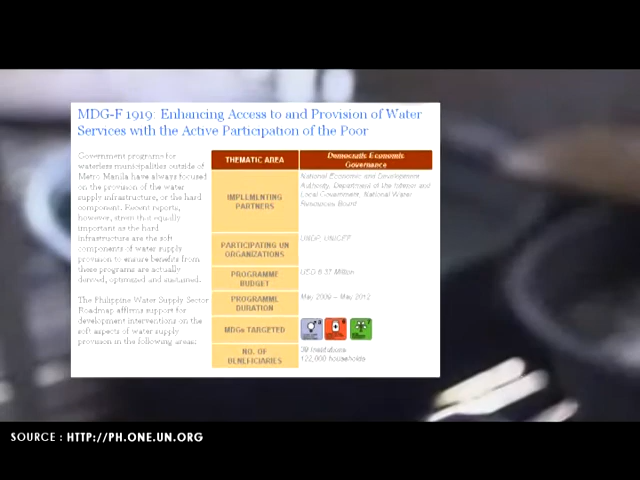 MDG-F 1919: Enhancing Access to and Provision of Water
Services with the Active Participation of the Poor
Government programs for
waterless municipalities outside of
Metro Manila have always focused
on the provision of the water
supply infrastructure, or the hard
component. Recent reports,
however, stress that equally
important as the hard
infrastructure are the soft
components of water supply
provision to ensure benefits from
these programs are actually
derived, optimized and sustained.
The Philippine Water Supply Sector
Roadmap affirms support for
development interventions on the
soft aspects of water supply
provision in the following areas:
THEMATIC AREA
Democratic Economic
Governance
IMPLEMENTING
PARTNERS
National Economic and Development
Authority, Department of the Interior and
Local Government, National Water
Resources Board
PARTICIPATING UN
ORGANIZATIONS
UNDP, UNICEF
PROGRAMME
BUDGET
USD 5.37 Million
PROGRAMME
DURATION
May 2009 – May 2012
MDGs TARGETED
NO. OF
BENEFICIARIES
Institutions
122,000 households
SOURCE : HTTP://PH.ONE.UN.ORG